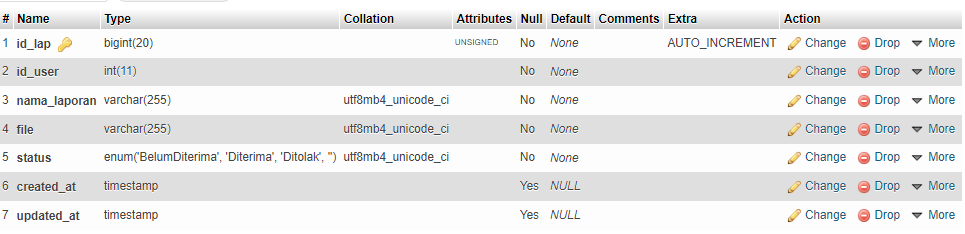 # Name Type Collation Attributes Null Default Comments Extra Action
1 id_lap bigint(20) UNSIGNED No None AUTO_INCREMENT Change Drop More
2 id_user int(11) No None Change Drop More
3 nama_laporan varchar(255) utf8mb4_unicode_ci No None Change Drop More
4 file varchar(255) utf8mb4_unicode_ci No None Change Drop More
5 status enum('BelumDiterima', 'Diterima', 'Ditolak', '') utf8mb4_unicode_ci No None Change Drop More
6 created_at timestamp Yes NULL Change Drop More
7 updated_at timestamp Yes NULL Change Drop More